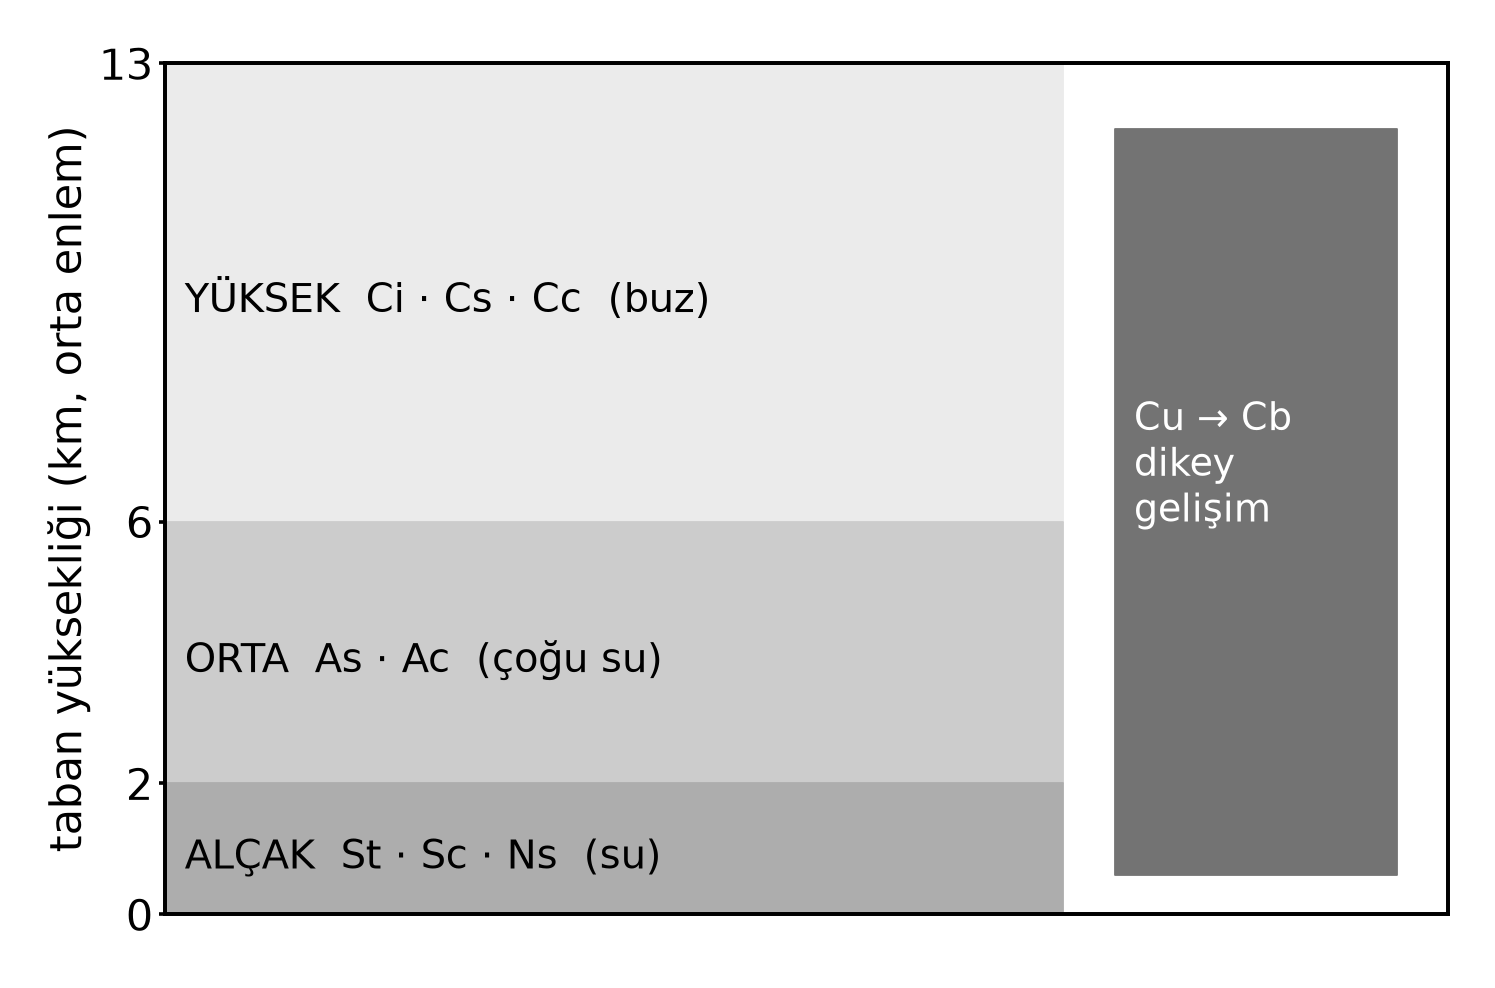 13
YÜKSEK Ci · Cs · Cc (buz)
6
ORTA As · Ac (çoğu su)
2
ALÇAK St · Sc · Ns (su)
0
taban yüksekliği (km, orta enlem)
Cu → Cb
dikey
gelişim